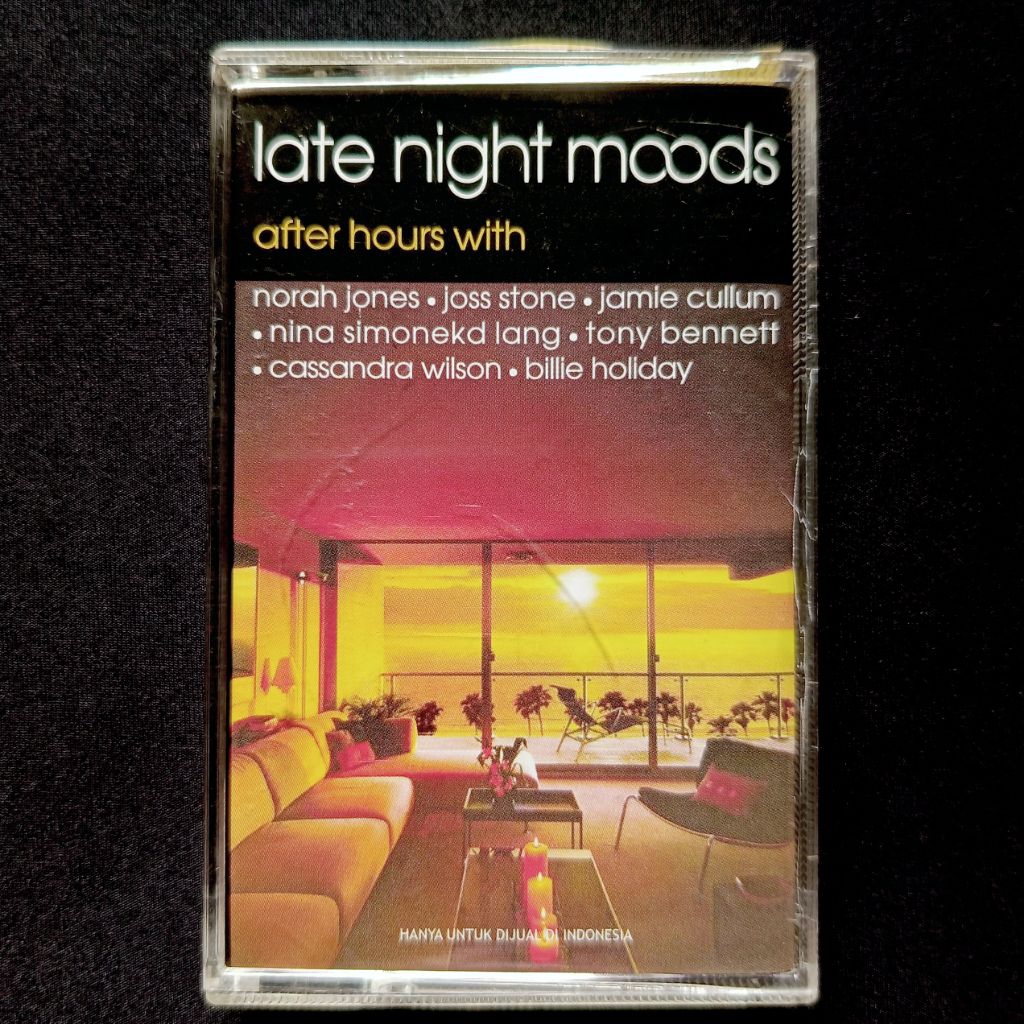 late night moods
after hours with
norah jones • joss stone • jamie cullum
• nina simonekd lang • tony bennett
• cassandra wilson • billie holiday
HANYA UNTUK DIJUAL DI INDONESIA